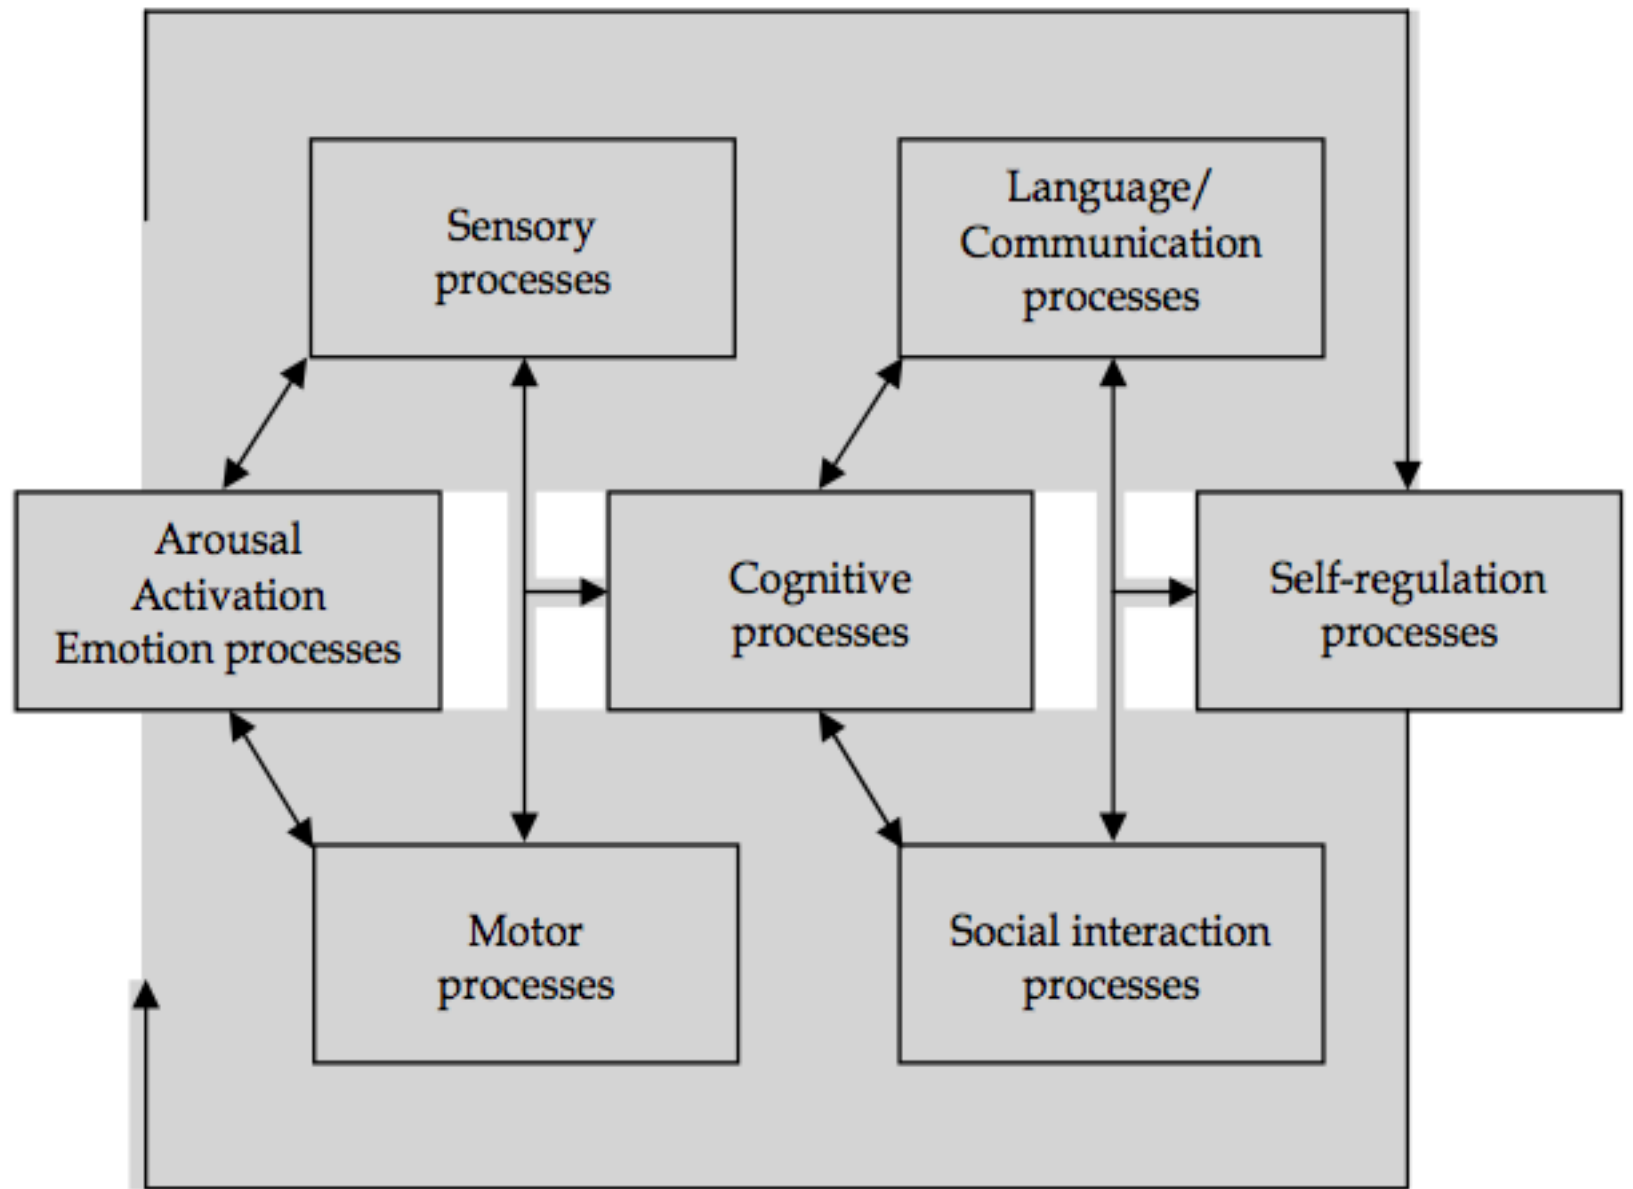 Sensory
processes
Language/
Communication
processes
Arousal
Activation
Emotion processes
Cognitive
processes
Self-regulation
processes
Motor
processes
Social interaction
processes